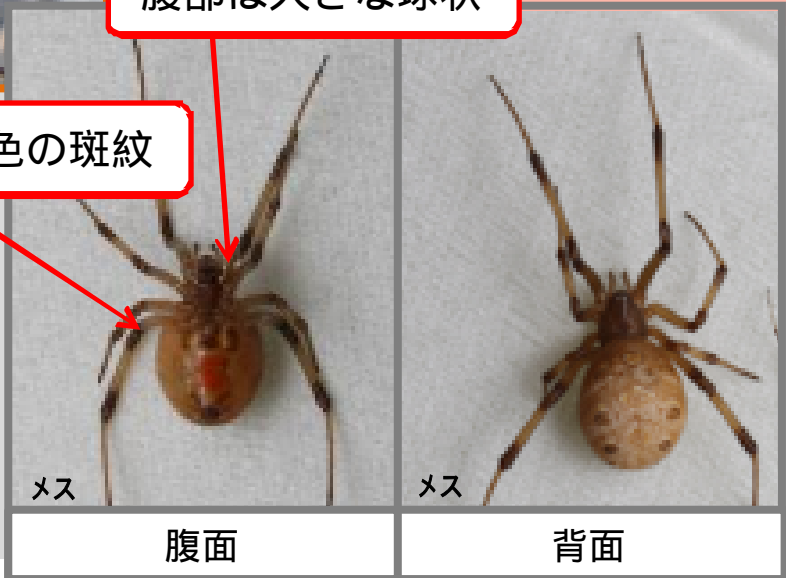 腹部は大きな球状
色の斑紋
メス
メス
腹面
背面